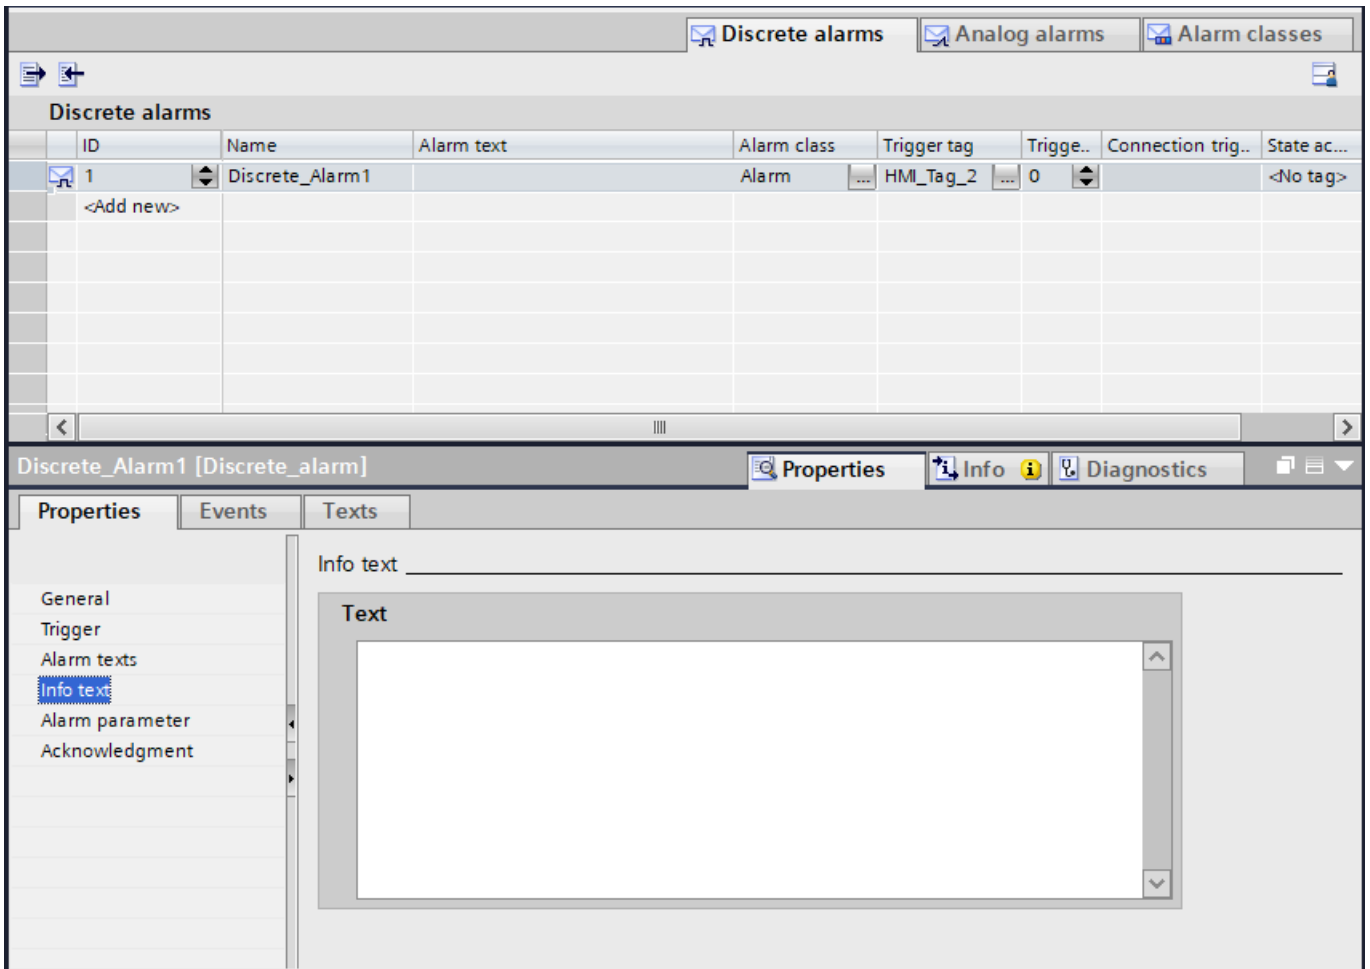 Discrete alarms Analog alarms Alarm classes
Discrete alarms
ID Name Alarm text Alarm class Trigger tag Trigge.. Connection trig.. State ac...
1 Discrete_Alarm1 Alarm ... HMI_Tag_2 ... 0 <No tag>
<Add new>
Discrete_Alarm1 [Discrete_alarm] Properties Info Diagnostics
Properties Events Texts
Info text
General
Trigger
Alarm texts
Info text
Alarm parameter
Acknowledgment
Text